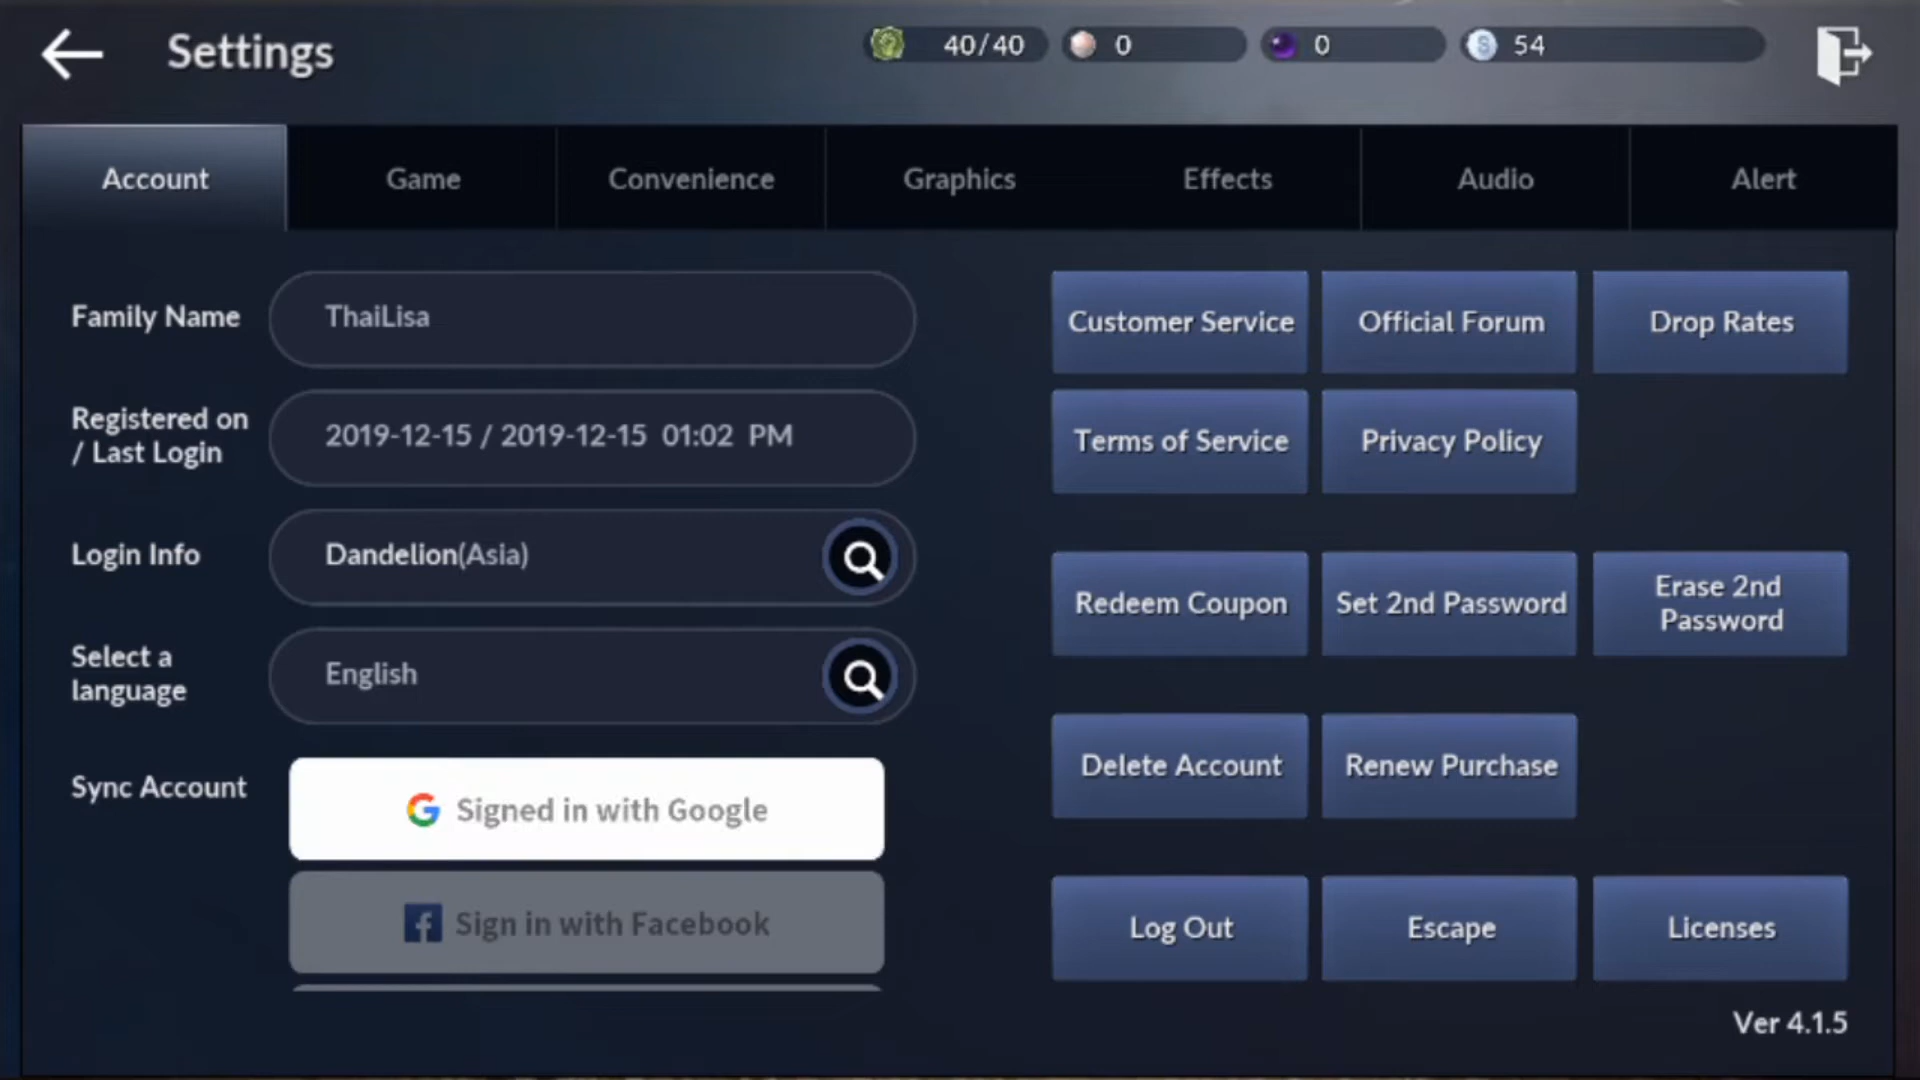 Settings
40/40
0
0
54
Account
Game
Convenience
Graphics
Effects
Audio
Alert
Family Name
ThaiLisa
Registered on
/ Last Login
2019-12-15 / 2019-12-15 01:02 PM
Login Info
Dandelion(Asia)
Select a
language
English
Sync Account
Signed in with Google
Sign in with Facebook
Customer Service
Official Forum
Drop Rates
Terms of Service
Privacy Policy
Redeem Coupon
Set 2nd Password
Erase 2nd
Password
Delete Account
Renew Purchase
Log Out
Escape
Licenses
Ver 4.1.5